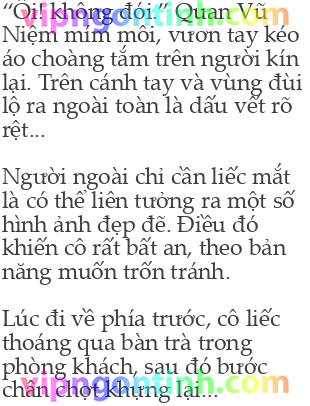 “Ôi! không đói.” Quan Vũ
Niệm mím môi, vươn tay kéo
áo choàng tắm trên người kín
lại. Trên cánh tay và vùng đùi
lộ ra ngoài toàn là dấu vết rõ
rệt...
Người ngoài chỉ cần liếc mắt
là có thể liên tưởng ra một số
hình ảnh đẹp đẽ. Điều đó
khiến cô rất bất an, theo bản
năng muốn trốn tránh.
Lúc đi về phía trước, cô liếc
thoáng qua bàn trà trong
phòng khách, sau đó bước
chân chợt khựng lại...
vipngontinh.com